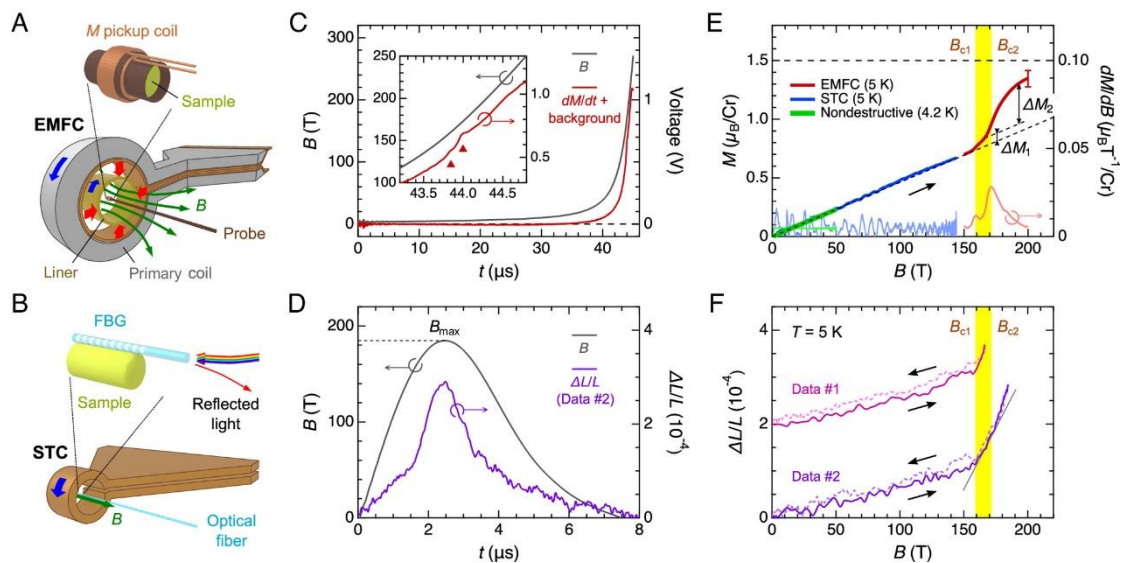 A
M pickup coil
Sample
EMFC
B
Probe
Liner
Primary coil
B
FBG
Sample
Reflected
light
STC
B
Optical
fiber
C
300
200
100
0
B (T)
250
200
150
100
43.5
44.0
44.5
1.0
0.5
B
dM/dt +
background
1
0
Voltage (V)
0
10
20
30
40
t (μs)
D
200
100
0
B (T)
Bmax
B
ΔL/L
(Data #2)
4
2
0
ΔL/L (10⁻⁴)
0
2
4
6
8
t (μs)
E
Bc1
Bc2
1.5
1.0
0.5
0
M (μB/Cr)
EMFC (5 K)
STC (5 K)
Nondestructive (4.2 K)
ΔM2
ΔM1
0.10
0.05
0
dM/dB (μB T⁻¹/Cr)
0
50
100
150
200
B (T)
F
T = 5 K
Bc1
Bc2
4
2
0
ΔL/L (10⁻⁴)
Data #1
Data #2
0
50
100
150
200
B (T)